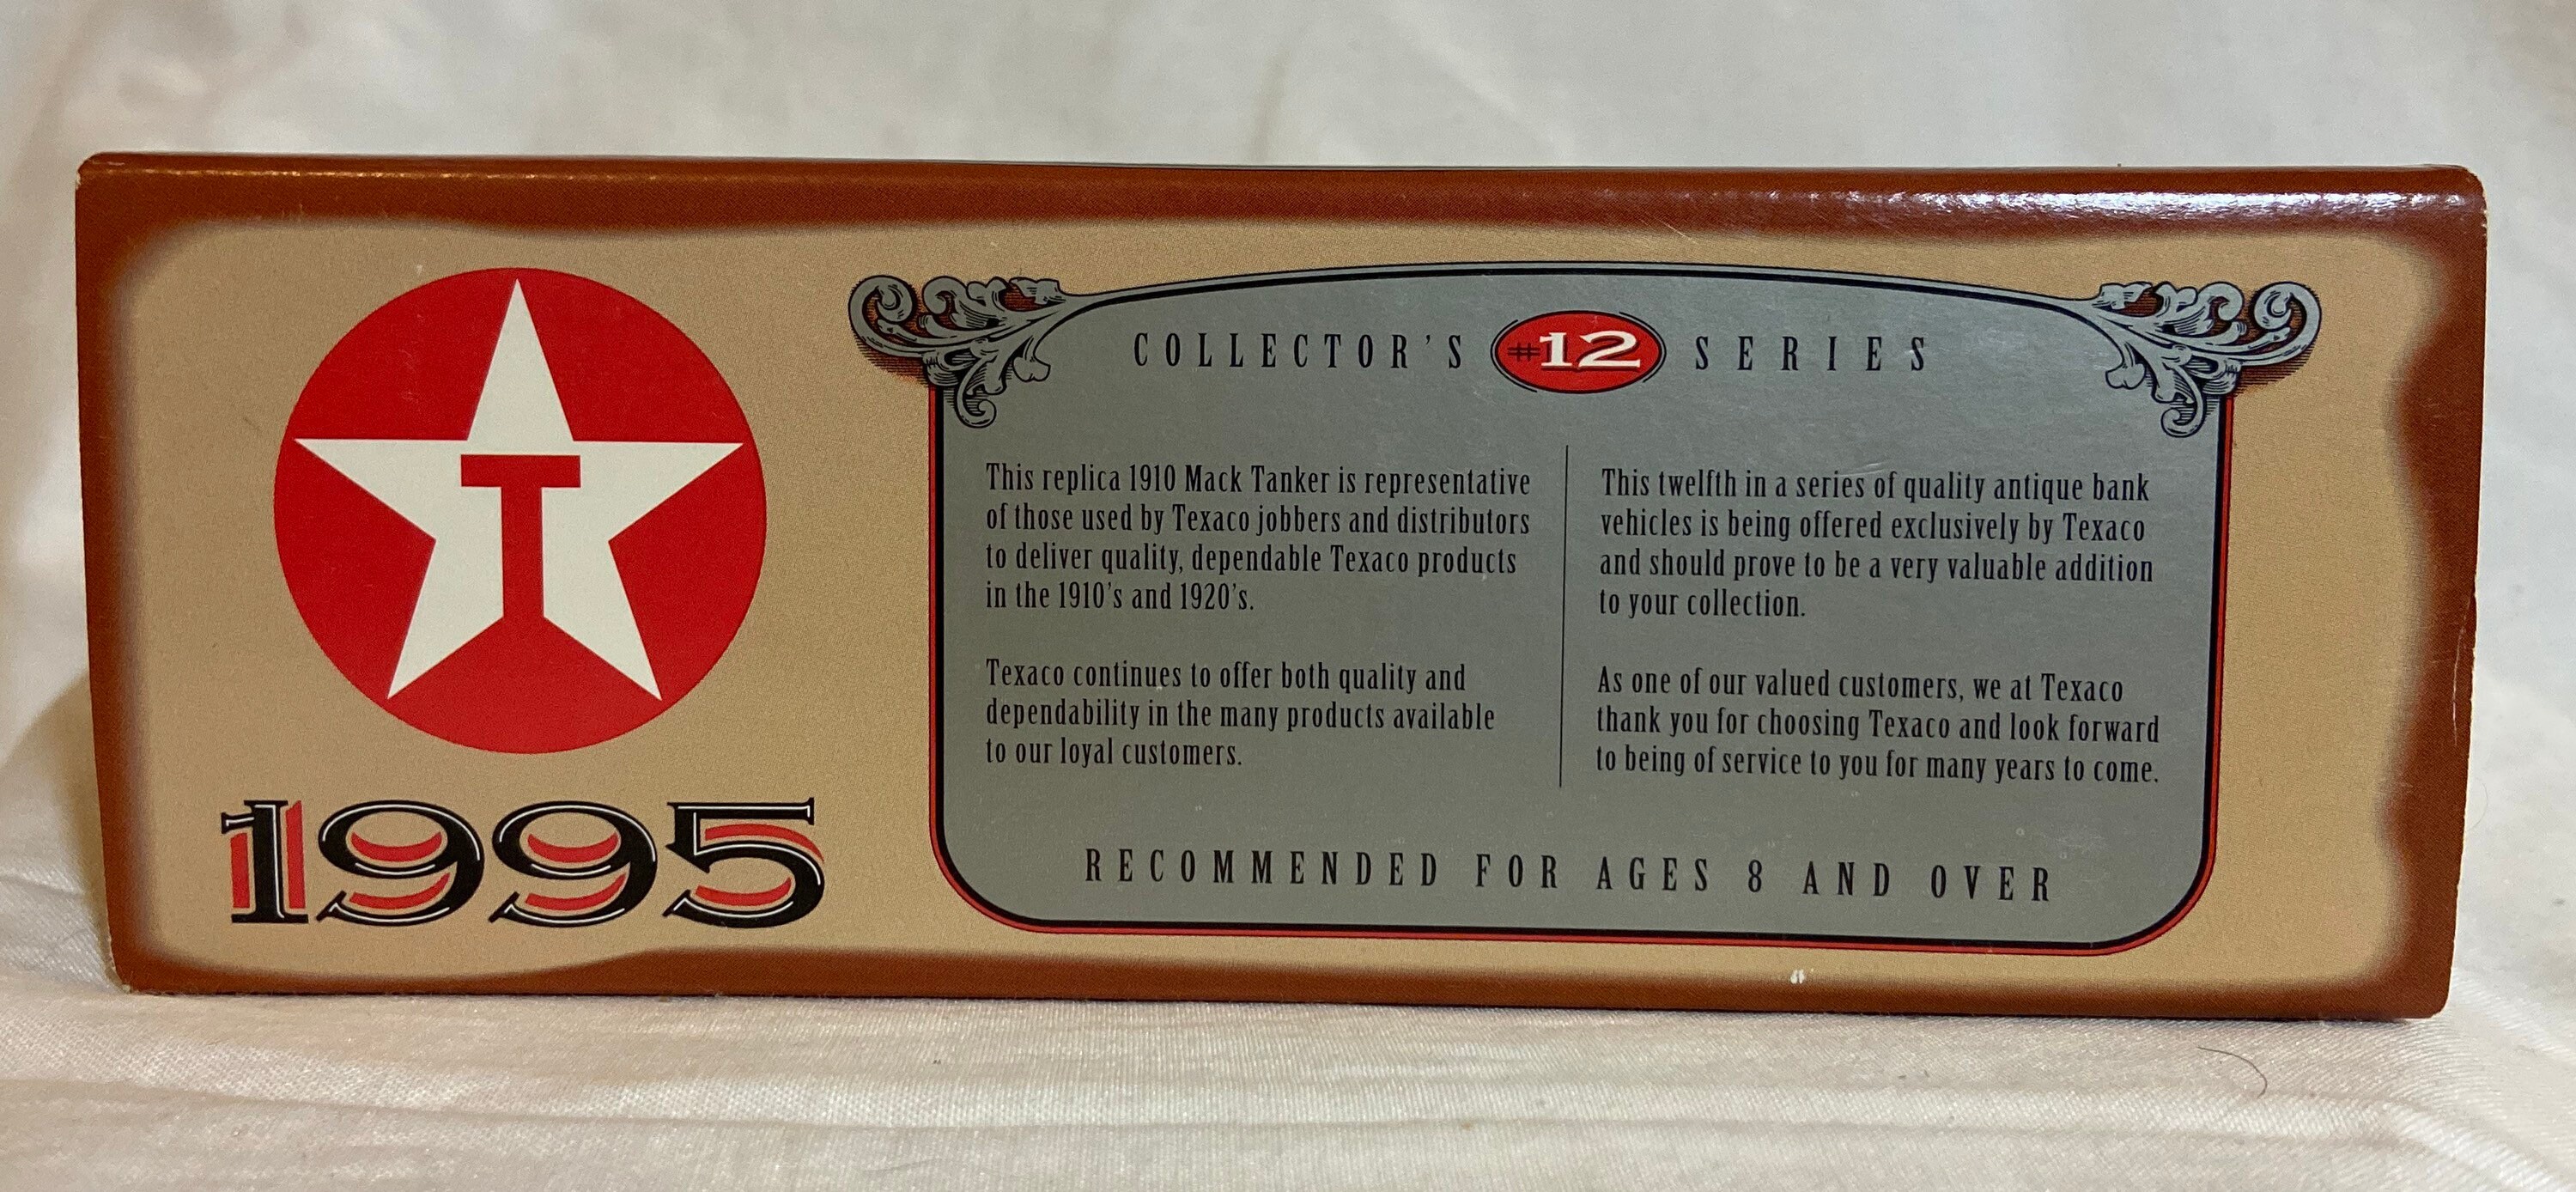 T
1995
COLLECTOR'S #12 SERIES
This replica 1910 Mack Tanker is representative
of those used by Texaco jobbers and distributors
to deliver quality, dependable Texaco products
in the 1910's and 1920's.
Texaco continues to offer both quality and
dependability in the many products available
to our loyal customers.
This twelfth in a series of quality antique bank
vehicles is being offered exclusively by Texaco
and should prove to be a very valuable addition
to your collection.
As one of our valued customers, we at Texaco
thank you for choosing Texaco and look forward
to being of service to you for many years to come.
RECOMMENDED FOR AGES 8 AND OVER